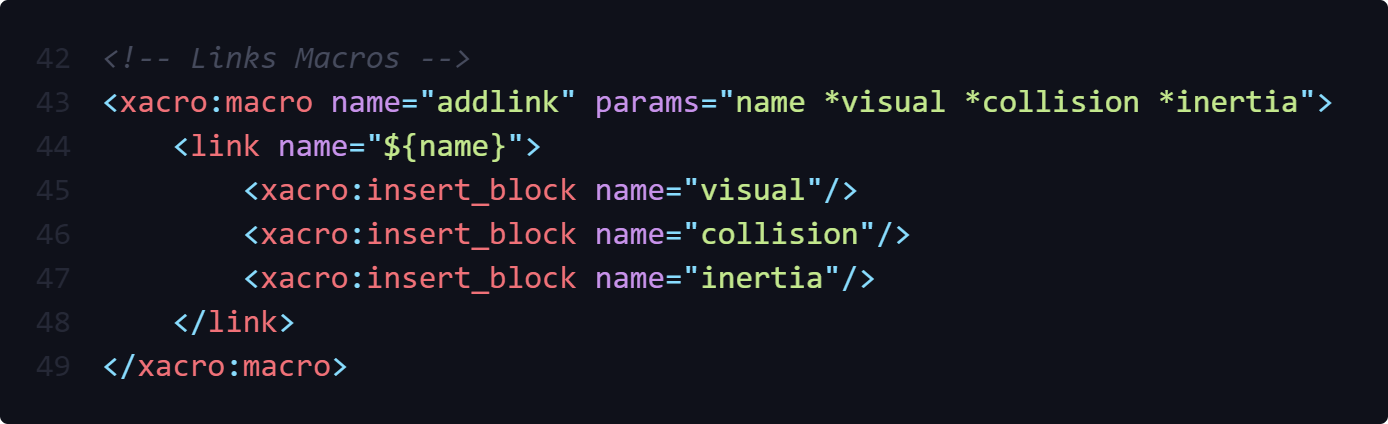 42 <!-- Links Macros -->
43 <xacro:macro name="addlink" params="name *visual *collision *inertia">
44     <link name="${name}">
45         <xacro:insert_block name="visual"/>
46         <xacro:insert_block name="collision"/>
47         <xacro:insert_block name="inertia"/>
48     </link>
49 </xacro:macro>